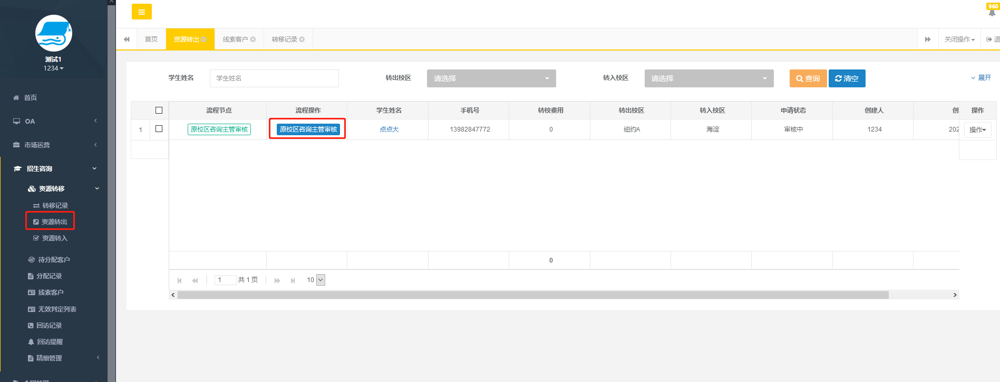 测试1
1234
首页
OA
市场运营
招生咨询
资源转移
转移记录
资源转出
资源转入
待分配客户
分配记录
线索客户
无效判定列表
回访记录
回访提醒
精细管理
960
首页 资源转出 线索客户 转移记录 关闭操作 退
学生姓名 学生姓名 转出校区 请选择 转入校区 请选择 查询 清空 展开
流程节点 流程操作 学生姓名 手机号 转校费用 转出校区 转入校区 申请状态 创建人 创 操作
1 原校区咨询主管审核 原校区咨询主管审核 点点大 13982847772 0 纽约A 海淀 审核中 1234 202 操作
0
1 共 1 页 10